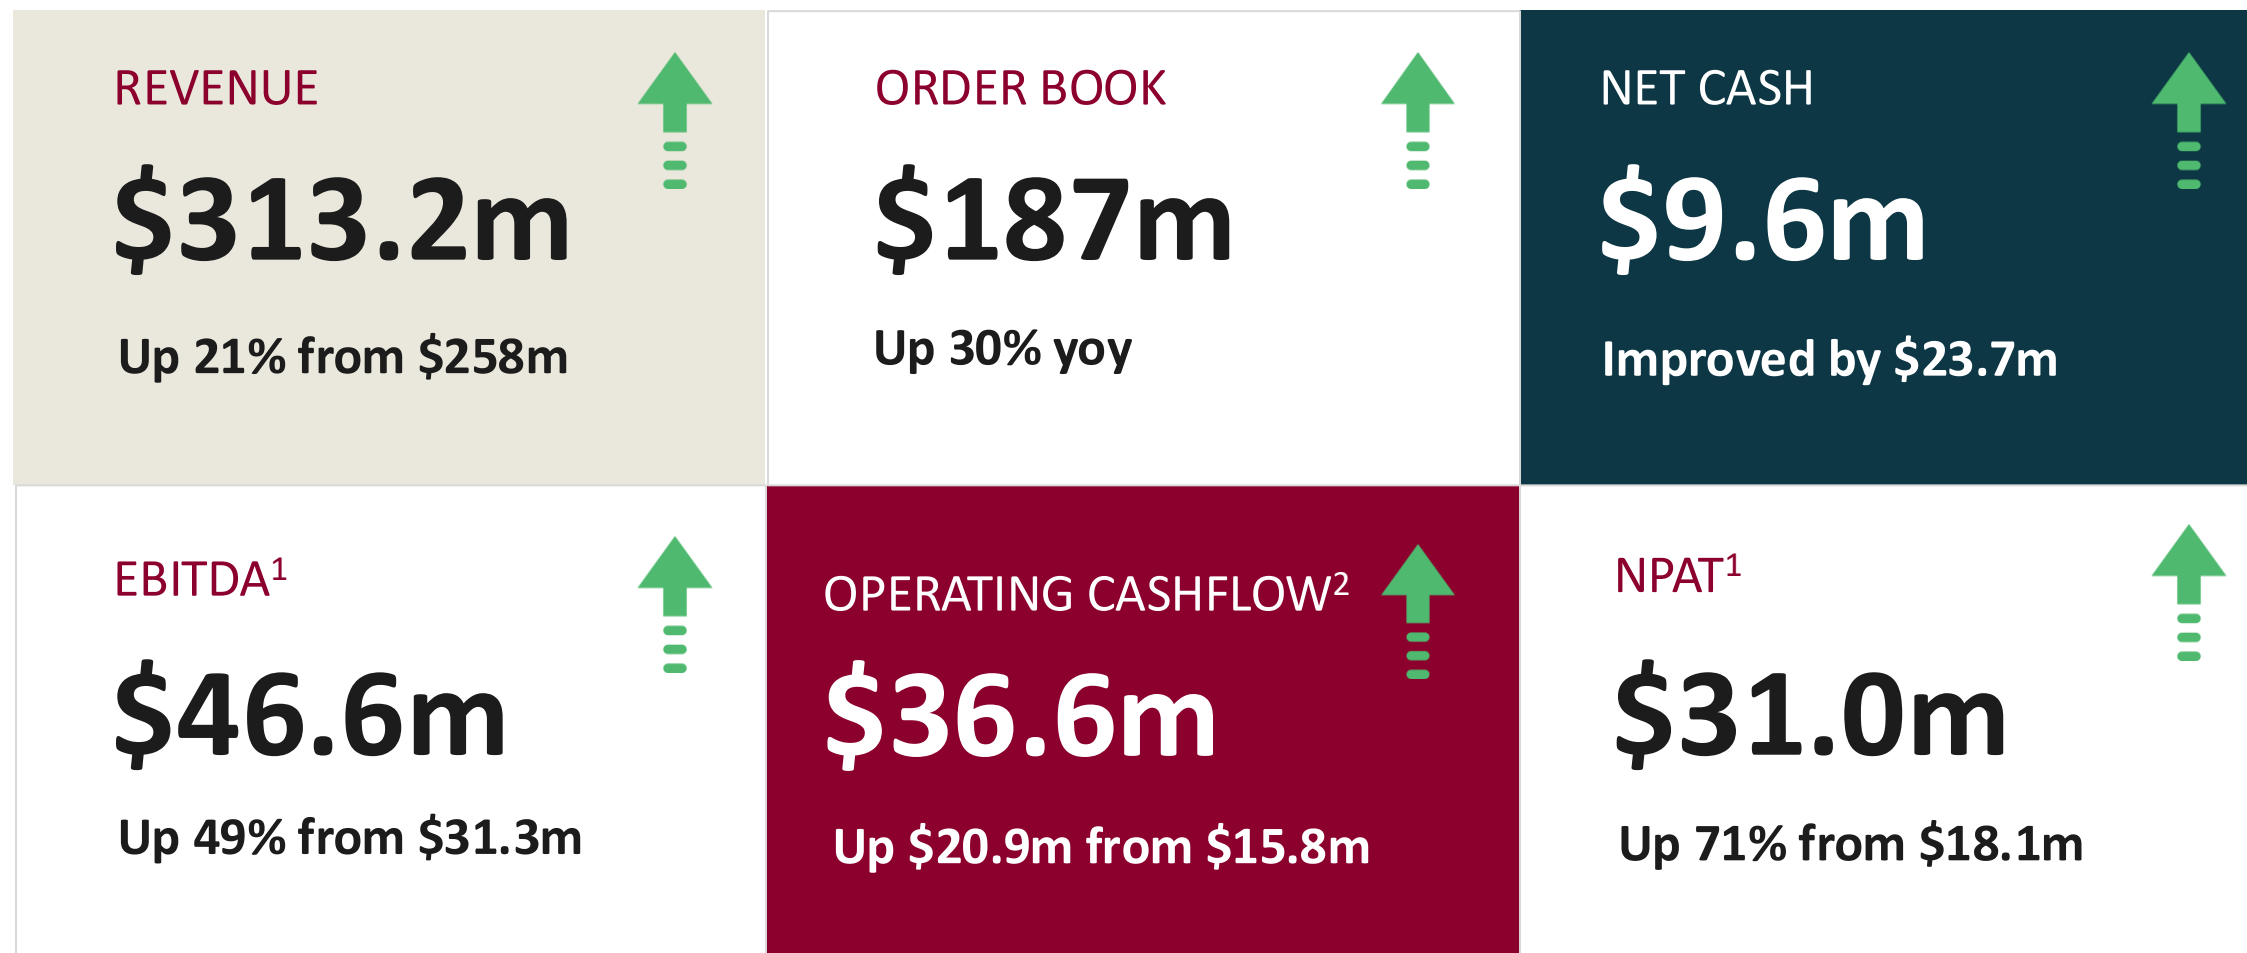 REVENUE
$313.2m
Up 21% from $258m
ORDER BOOK
$187m
Up 30% yoy
NET CASH
$9.6m
Improved by $23.7m
EBITDA¹
$46.6m
Up 49% from $31.3m
OPERATING CASHFLOW²
$36.6m
Up $20.9m from $15.8m
NPAT¹
$31.0m
Up 71% from $18.1m